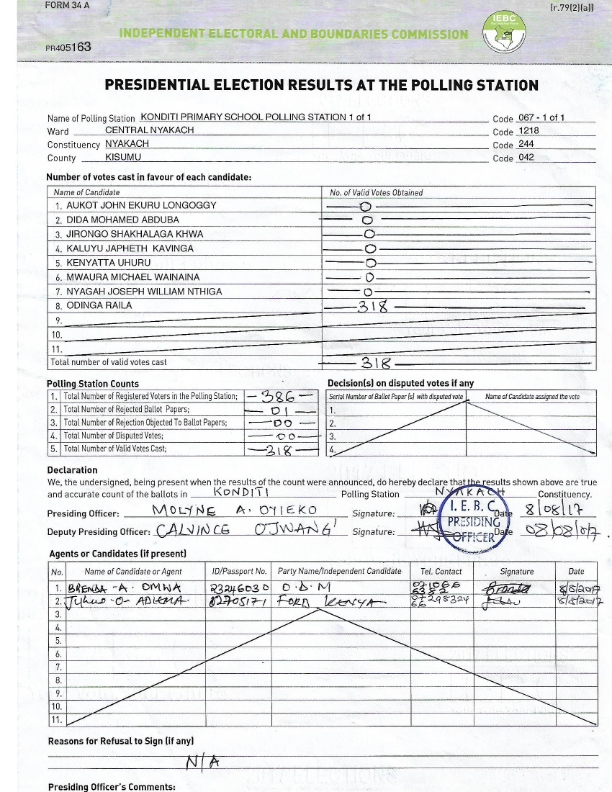 FORM 34 A
[r.79(2)(a)]
IEBC
INDEPENDENT ELECTORAL AND BOUNDARIES COMMISSION
PR405163
PRESIDENTIAL ELECTION RESULTS AT THE POLLING STATION
Name of Polling Station KONDITI PRIMARY SCHOOL POLLING STATION 1 of 1 Code 067 - 1 of 1
Ward CENTRAL NYAKACH Code 1218
Constituency NYAKACH Code 244
County KISUMU Code 042
Number of votes cast in favour of each candidate:
Name of Candidate No. of Valid Votes Obtained
1. AUKOT JOHN EKURU LONGOGGY 0
2. DIDA MOHAMED ABDUBA 0
3. JIRONGO SHAKHALAGA KHWA 0
4. KALUYU JAPHETH KAVINGA 0
5. KENYATTA UHURU 0
6. MWAURA MICHAEL WAINAINA 0
7. NYAGAH JOSEPH WILLIAM NTHIGA 0
8. ODINGA RAILA 318
9.
10.
11.
Total number of valid votes cast 318
Polling Station Counts
1. Total Number of Registered Voters in the Polling Station; 386
2. Total Number of Rejected Ballot Papers; 01
3. Total Number of Rejection Objected To Ballot Papers; 00
4. Total Number of Disputed Votes; 00
5. Total Number of Valid Votes Cast; 318
Decision(s) on disputed votes if any
Serial Number of Ballot Paper (s) with disputed vote Name of Candidate assigned the vote
1.
2.
3.
4.
Declaration
We, the undersigned, being present when the results of the count were announced, do hereby declare that the results shown above are true
and accurate count of the ballots in KONDITI Polling Station NYAKACH Constituency.
Presiding Officer: MOLYNE A. OYIEKO Signature: Date 8/08/17
Deputy Presiding Officer: CALVINCE OJWANG' Signature: Date 08/08/017
I. E. B. C
PRESIDING
OFFICER
Agents or Candidates (if present)
No. Name of Candidate or Agent ID/Passport No. Party Name/Independent Candidate Tel. Contact Signature Date
1. BRENDA -A- OMWA 23246030 O.D.M 8/8/2017
2. 82705171 FORD KENYA 8/8/2017
3.
4.
5.
6.
7.
8.
9.
10.
11.
Reasons for Refusal to Sign (if any)
N/A
Presiding Officer's Comments: